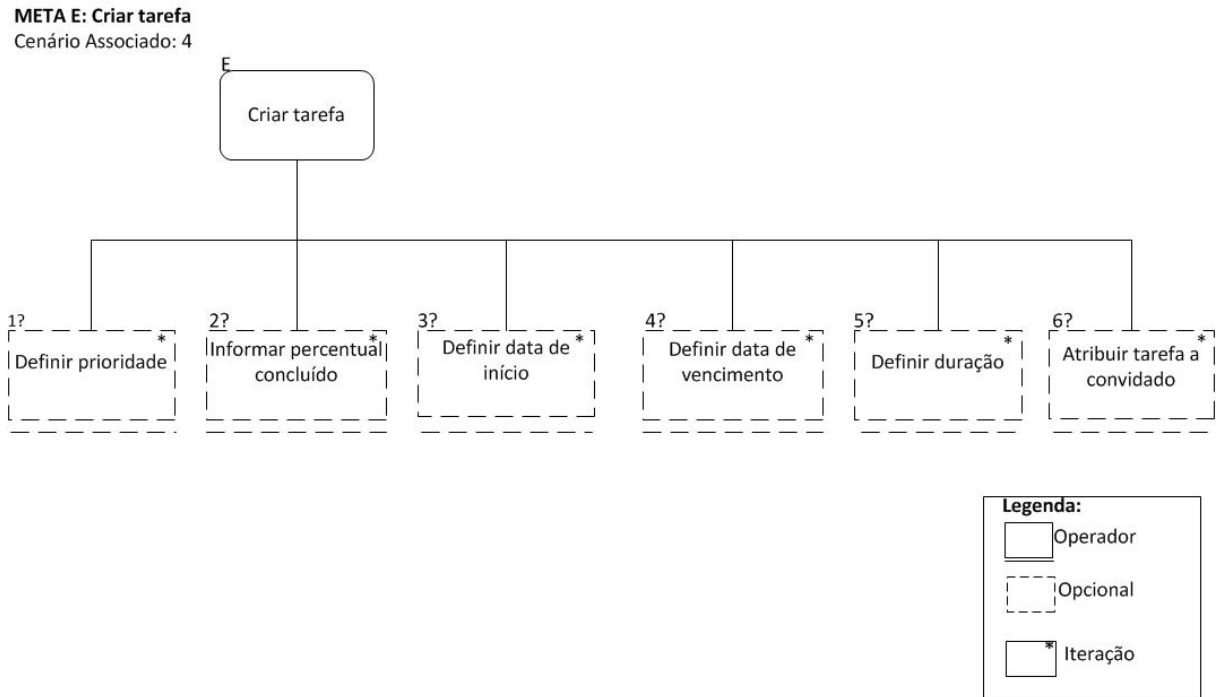 META E: Criar tarefa
Cenário Associado: 4
E
Criar tarefa
1?
*
Definir prioridade
2?
*
Informar percentual
concluído
3?
*
Definir data de
início
4?
*
Definir data de
vencimento
5?
*
Definir duração
6?
*
Atribuir tarefa a
convidado
Legenda:
Operador
Opcional
*
Iteração